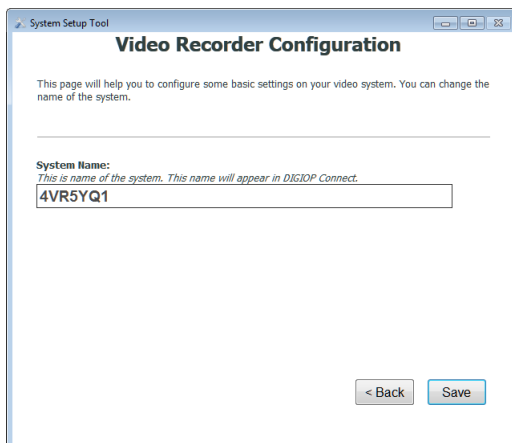 System Setup Tool
Video Recorder Configuration
This page will help you to configure some basic settings on your video system. You can change the
name of the system.
System Name:
This is name of the system. This name will appear in DIGIOP Connect.
4VR5YQ1
< Back
Save